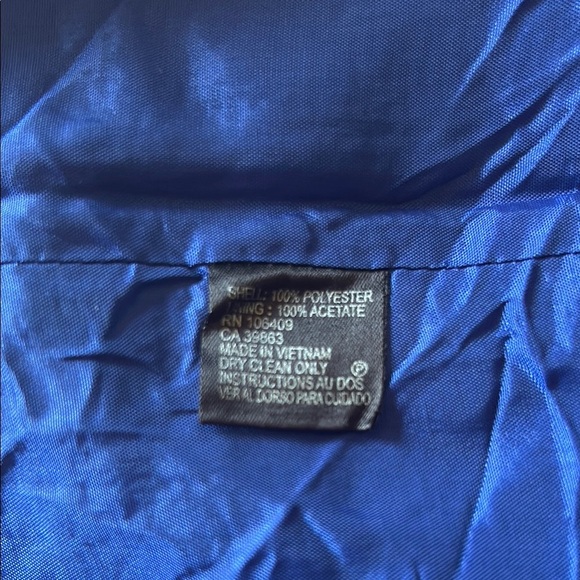 SHELL: 100% POLYESTER
LINING : 100% ACETATE
RN 106409
CA 39863
MADE IN VIETNAM
DRY CLEAN ONLY Ⓟ
INSTRUCTIONS AU DOS
VER AL DORSO PARA CUIDADO